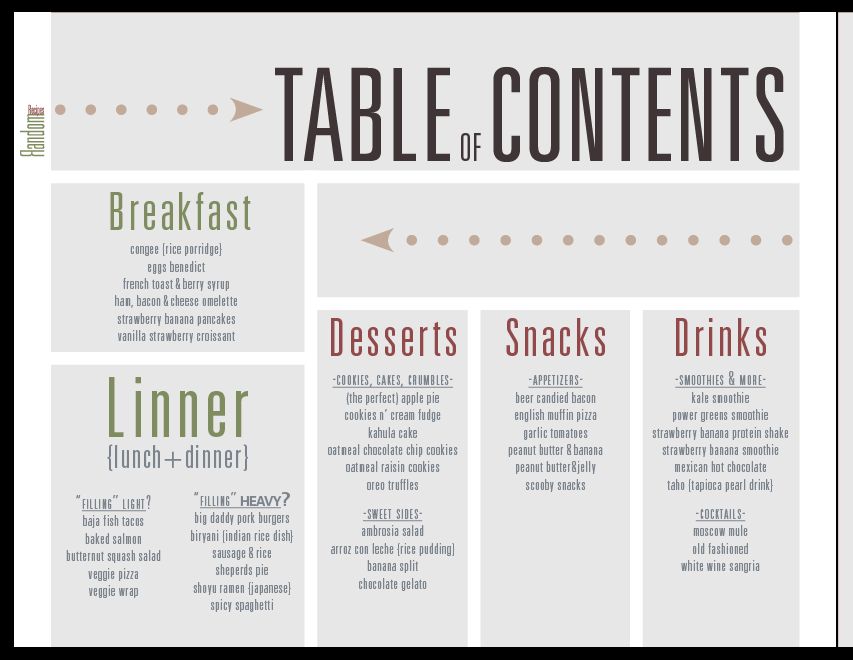 Random
Recipes
TABLE OF CONTENTS
Breakfast
congee {rice porridge}
eggs benedict
french toast & berry syrup
ham, bacon & cheese omelette
strawberry banana pancakes
vanilla strawberry croissant
Linner
{lunch+dinner}
"FILLING" LIGHT?
baja fish tacos
baked salmon
butternut squash salad
veggie pizza
veggie wrap
"FILLING" HEAVY?
big daddy pork burgers
biryani {indian rice dish}
sausage & rice
sheperds pie
shoyu ramen {japanese}
spicy spaghetti
Desserts
-COOKIES, CAKES, CRUMBLES-
(the perfect) apple pie
cookies n' cream fudge
kahula cake
oatmeal chocolate chip cookies
oatmeal raisin cookies
oreo truffles
-SWEET SIDES-
ambrosia salad
arroz con leche {rice pudding}
banana split
chocolate gelato
Snacks
-APPETIZERS-
beer candied bacon
english muffin pizza
garlic tomatoes
peanut butter & banana
peanut butter&jelly
scooby snacks
Drinks
-SMOOTHIES & MORE-
kale smoothie
power greens smoothie
strawberry banana protein shake
strawberry banana smoothie
mexican hot chocolate
taho {tapioca pearl drink}
-COCKTAILS-
moscow mule
old fashioned
white wine sangria